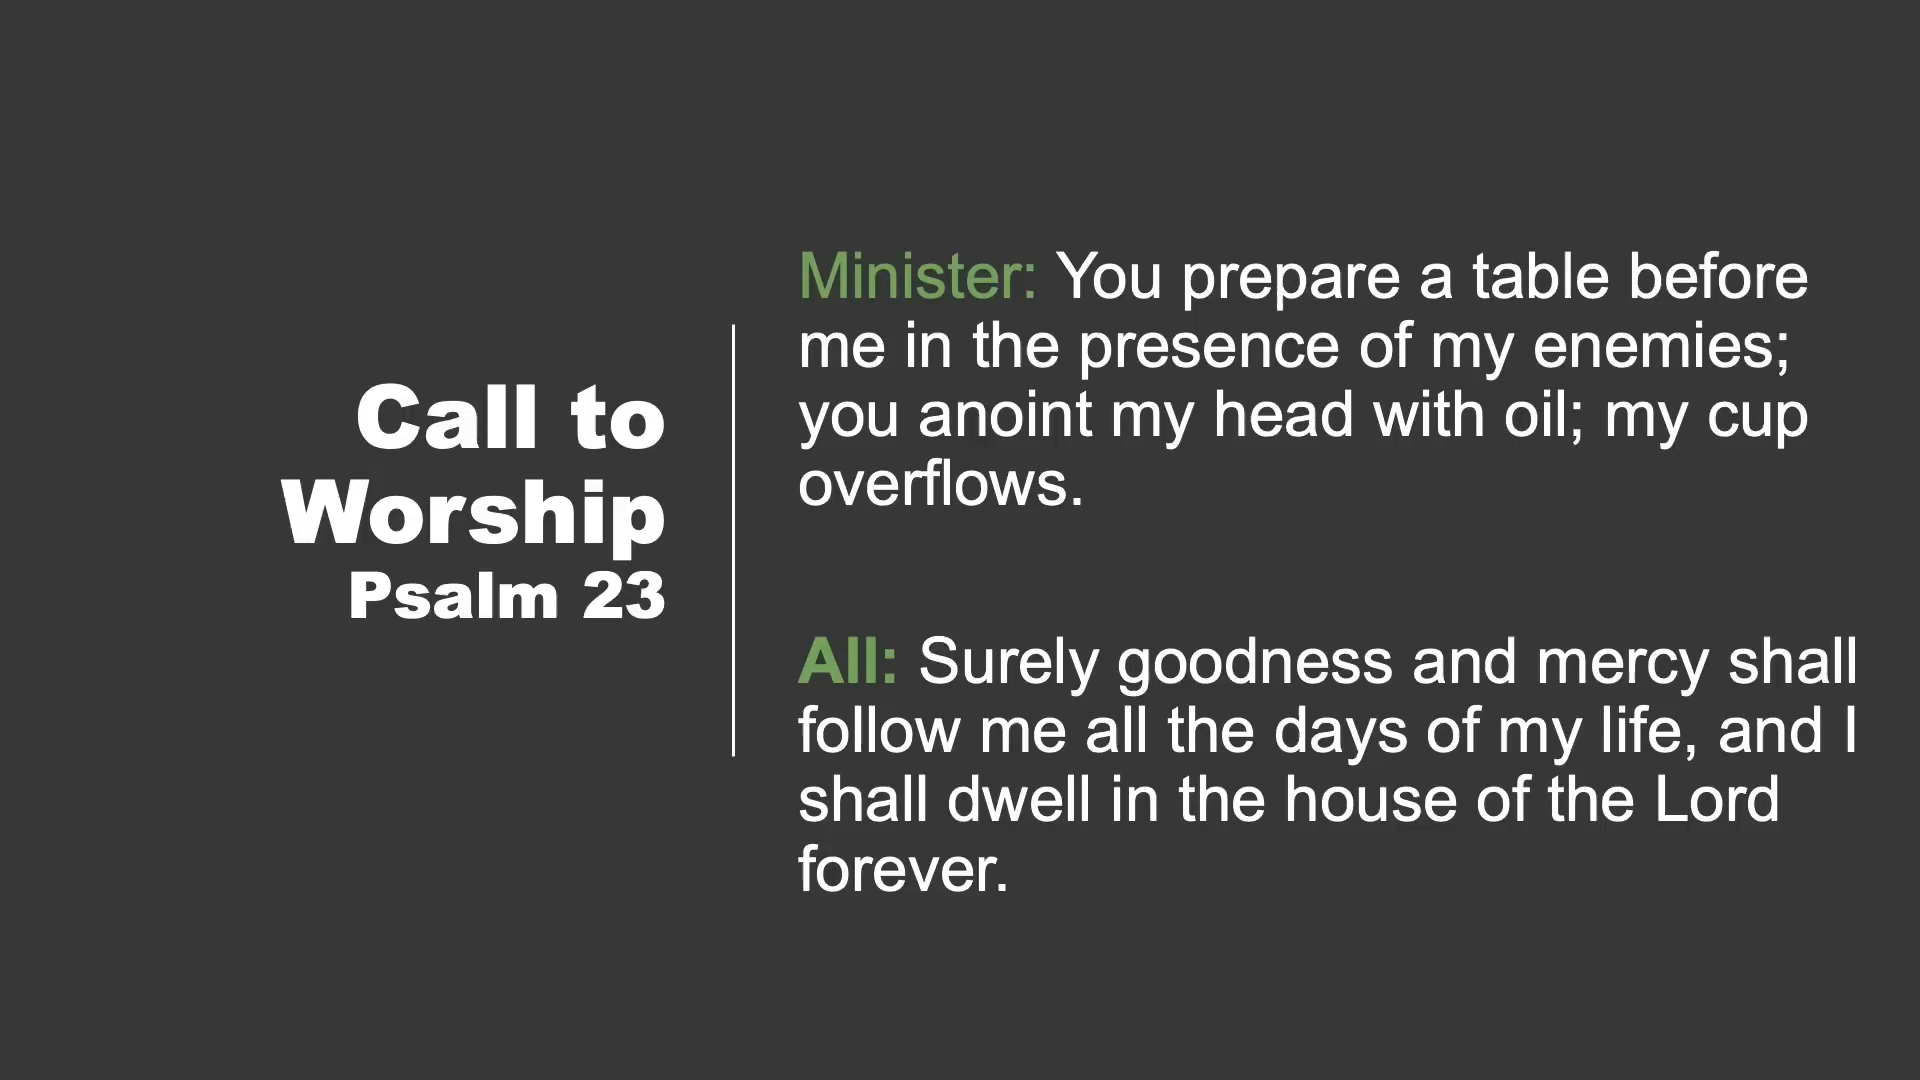 Call to
Worship
Psalm 23
Minister: You prepare a table before
me in the presence of my enemies;
you anoint my head with oil; my cup
overflows.
All: Surely goodness and mercy shall
follow me all the days of my life, and I
shall dwell in the house of the Lord
forever.